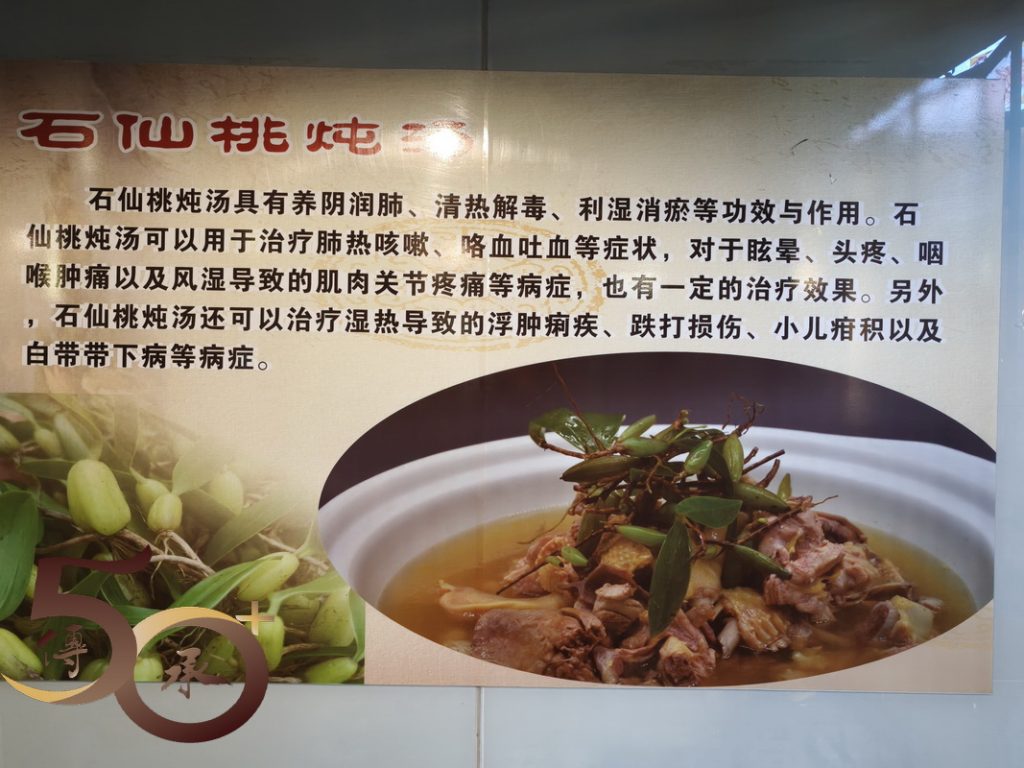 石仙桃炖汤
石仙桃炖汤具有养阴润肺、清热解毒、利湿消瘀等功效与作用。石
仙桃炖汤可以用于治疗肺热咳嗽、咯血吐血等症状，对于眩晕、头疼、咽
喉肿痛以及风湿导致的肌肉关节疼痛等病症，也有一定的治疗效果。另外
，石仙桃炖汤还可以治疗湿热导致的浮肿痢疾、跌打损伤、小儿疳积以及
白带带下病等病症。
50+
傳承